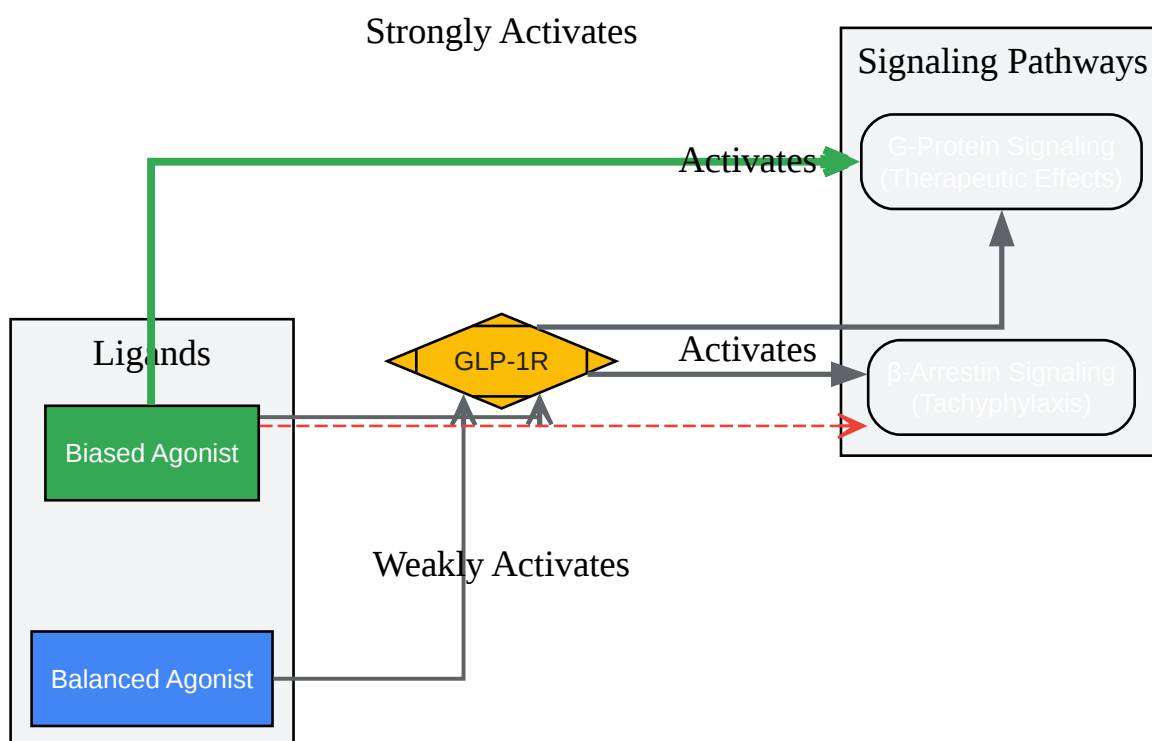 Strongly Activates
Signaling Pathways
G-Protein Signaling
(Therapeutic Effects)
Activates
Ligands
GLP-1R
Activates
β-Arrestin Signaling
(Tachyphylaxis)
Biased Agonist
Weakly Activates
Balanced Agonist